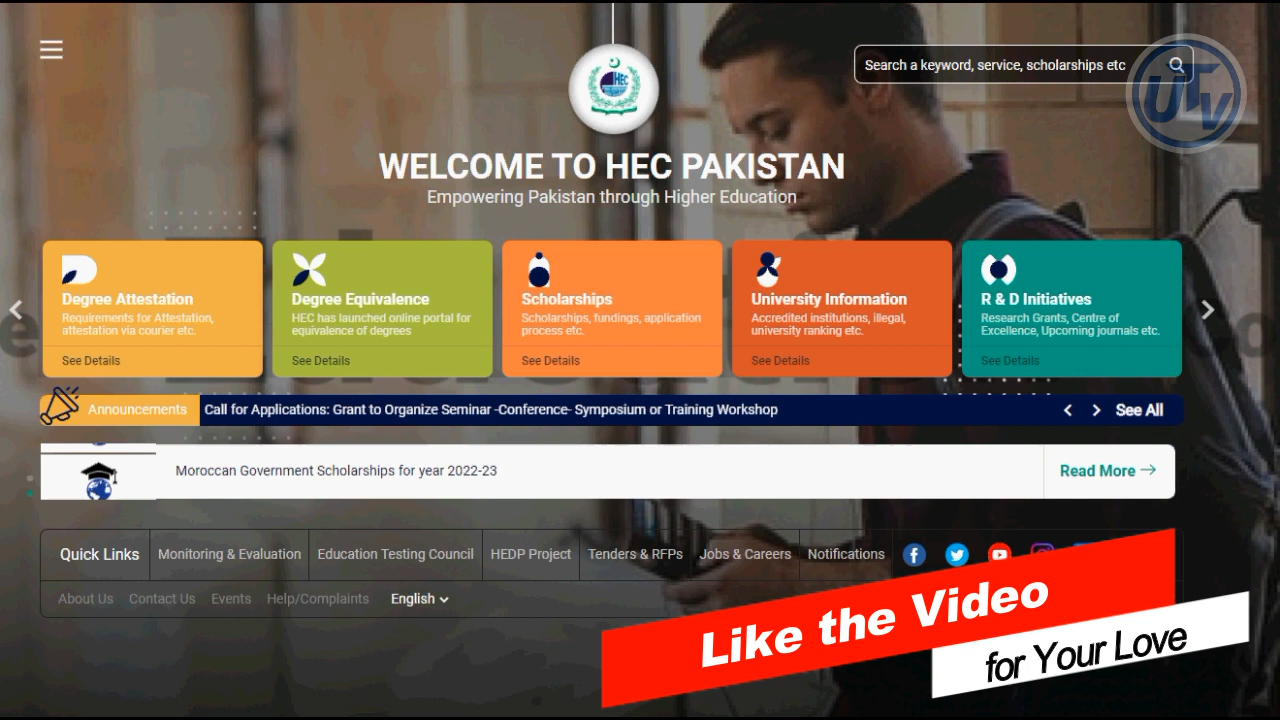 Search a keyword, service, scholarships etc
UTV
HEC
WELCOME TO HEC PAKISTAN
Empowering Pakistan through Higher Education
Degree Attestation
Requirements for Attestation,
attestation via courier etc.
See Details
Degree Equivalence
HEC has launched online portal for
equivalence of degrees
See Details
Scholarships
Scholarships, fundings, application
process etc.
See Details
University Information
Accredited institutions, illegal,
university ranking etc.
See Details
R & D Initiatives
Research Grants, Centre of
Excellence, Upcoming journals etc.
See Details
Announcements
Call for Applications: Grant to Organize Seminar -Conference- Symposium or Training Workshop
See All
Moroccan Government Scholarships for year 2022-23
Read More
Quick Links
Monitoring & Evaluation
Education Testing Council
HEDP Project
Tenders & RFPs
Jobs & Careers
Notifications
About Us
Contact Us
Events
Help/Complaints
English
Like the Video
for Your Love